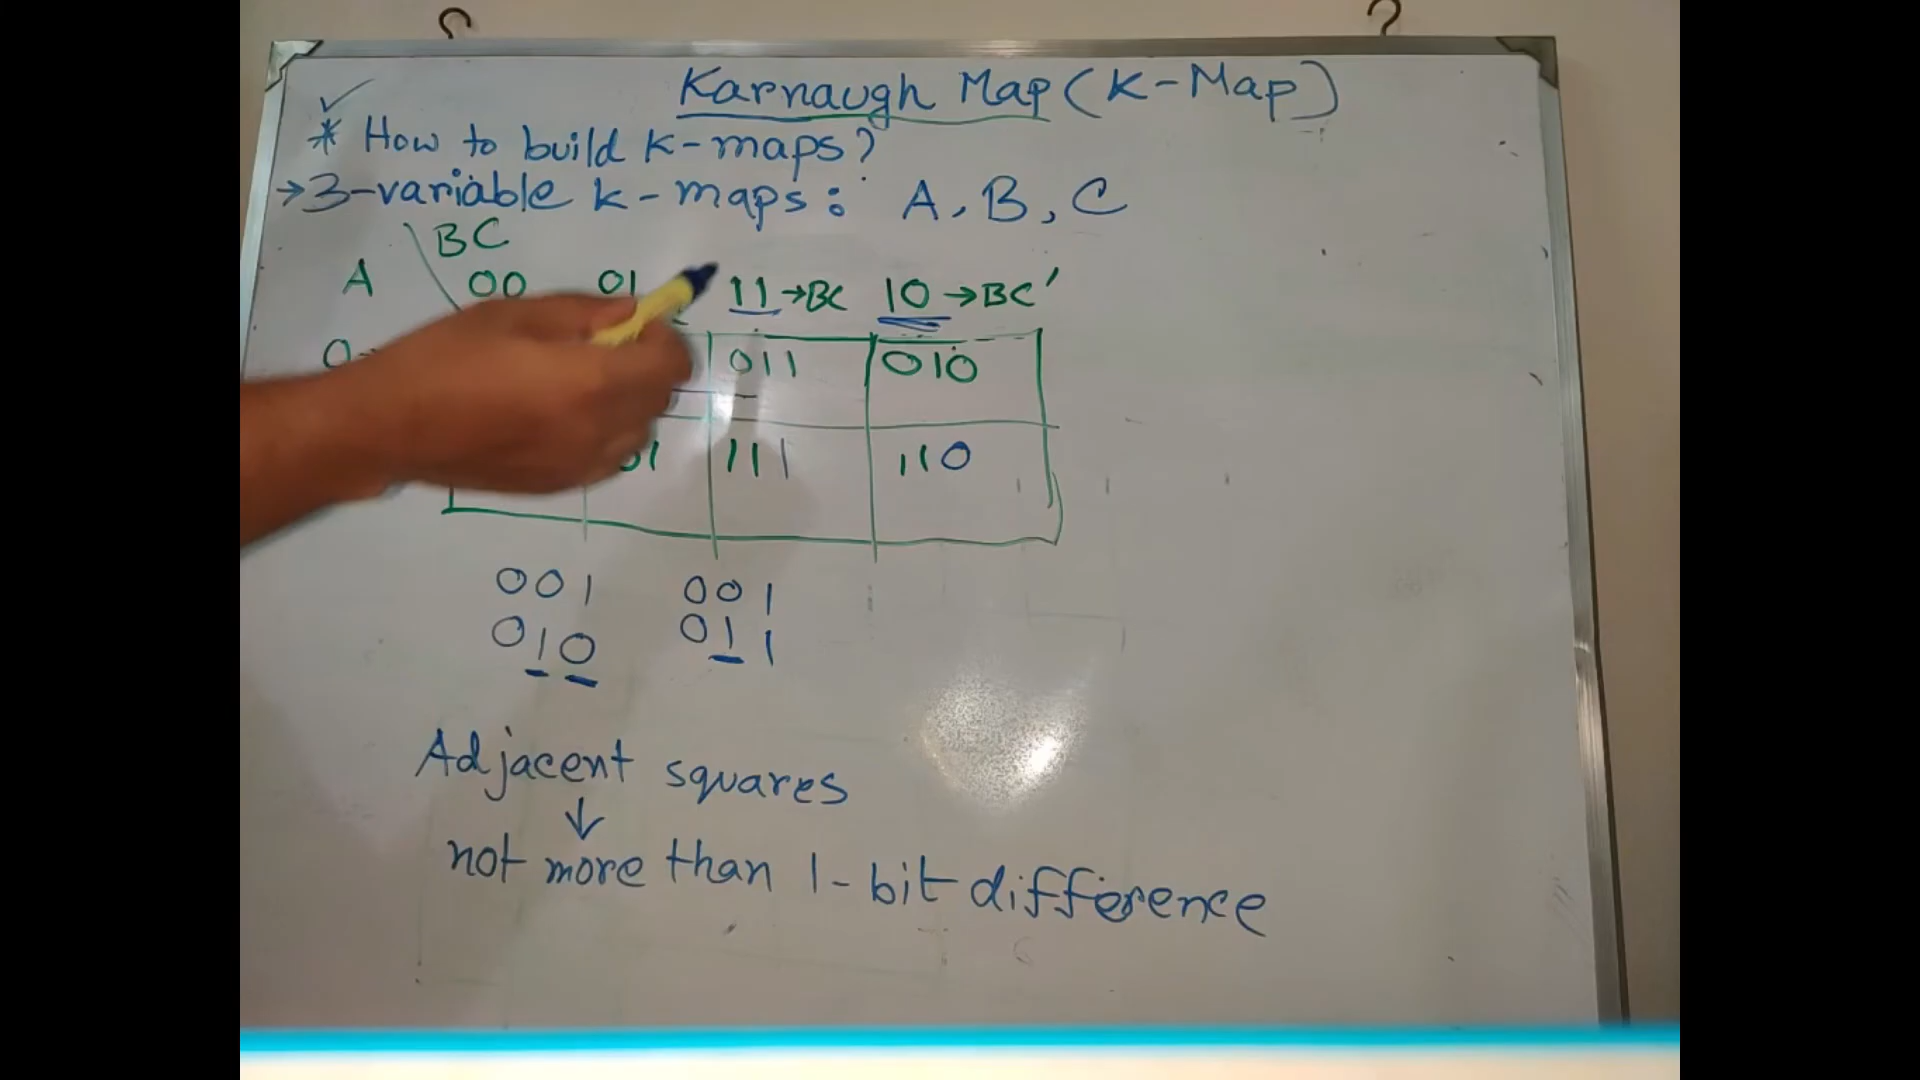 Karnaugh Map (K-Map)
* How to build K-maps?
→ 3-variable K-maps: A, B, C
BC
A 00 01 11 →BC 10 →BC'
0 011 010
111 110
001 001
010 011
Adjacent squares
↓
not more than 1-bit difference